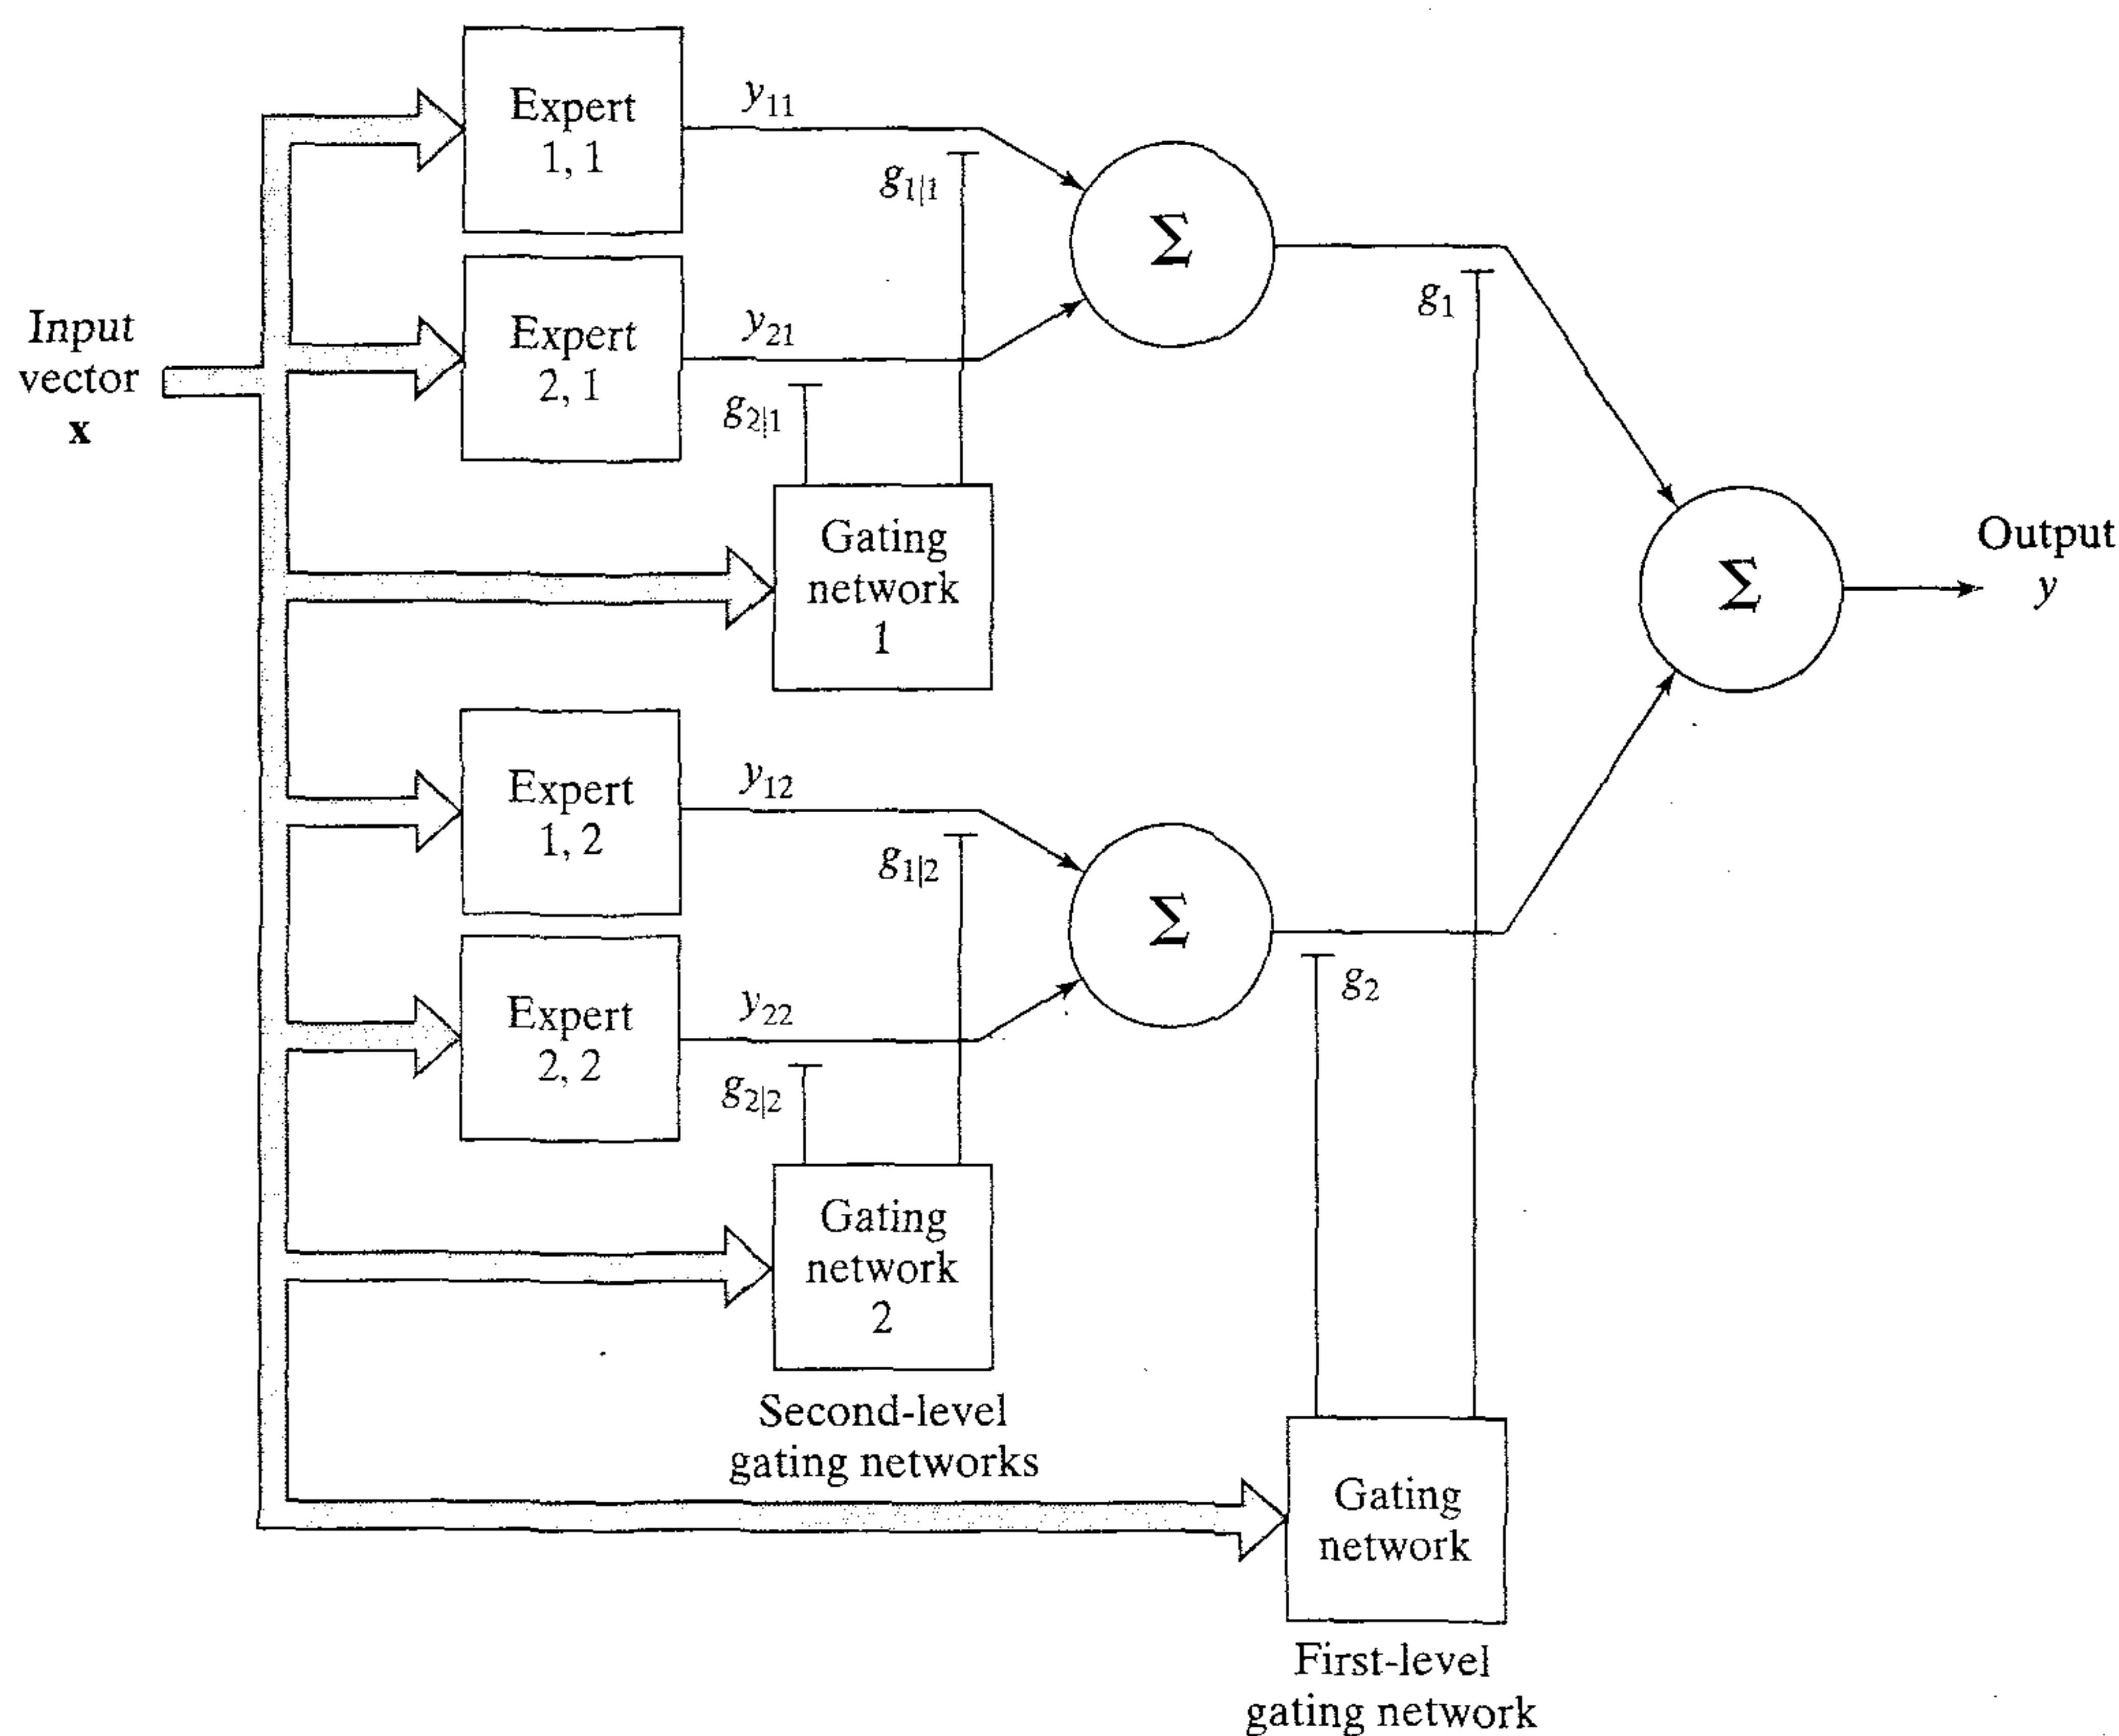 Expert
1, 1
y₁₁
g₁|₁
Σ
g₁
Input
vector
x
Expert
2, 1
y₂₁
g₂|₁
Gating
network
1
Σ
Output
y
Expert
1, 2
y₁₂
g₁|₂
Σ
g₂
Expert
2, 2
y₂₂
g₂|₂
Gating
network
2
Second-level
gating networks
Gating
network
First-level
gating network